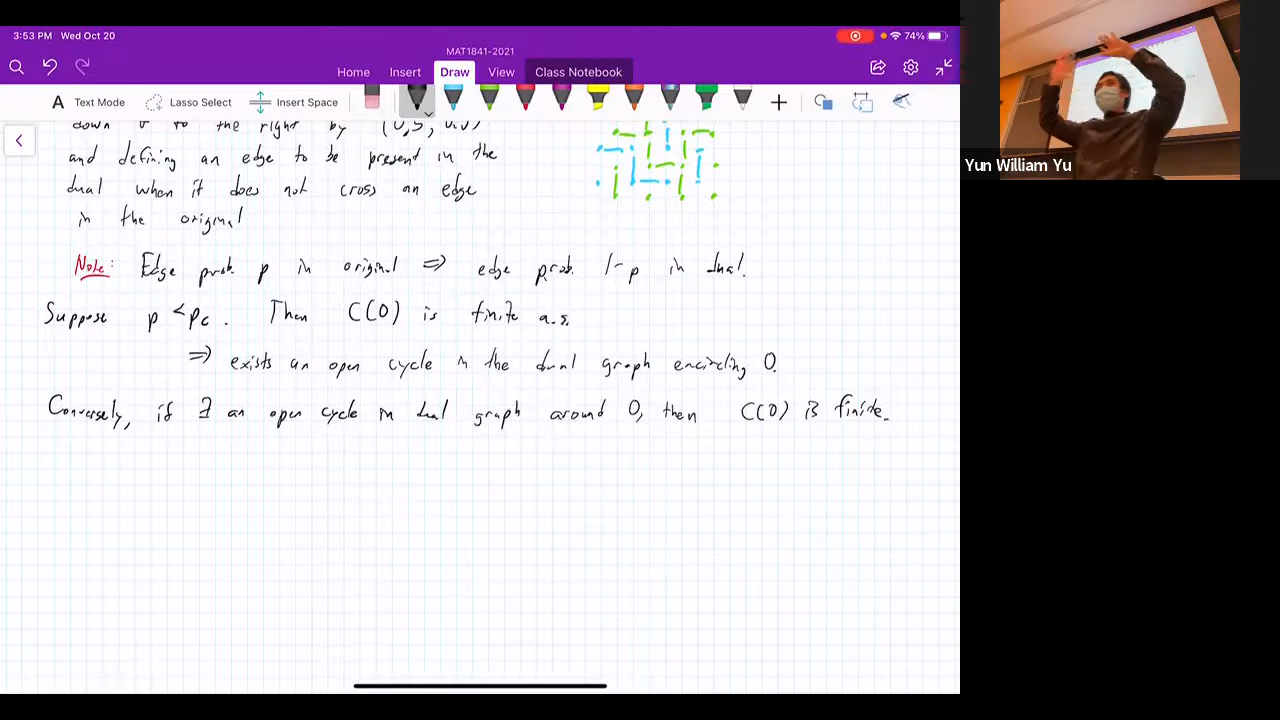 3:53 PM Wed Oct 20
74%
MAT1841-2021
Home Insert Draw View Class Notebook
A Text Mode Lasso Select Insert Space
to the right by
and defining an edge to be present in the
dual when it does not cross an edge
in the original
Note: Edge prob. p in original ⇒ edge prob. 1-p in dual.
Suppose p < pc. Then C(0) is finite a.s.
⇒ exists an open cycle in the dual graph encircling 0.
Conversely, if ∃ an open cycle in dual graph around 0, then C(0) is finite.
Yun William Yu